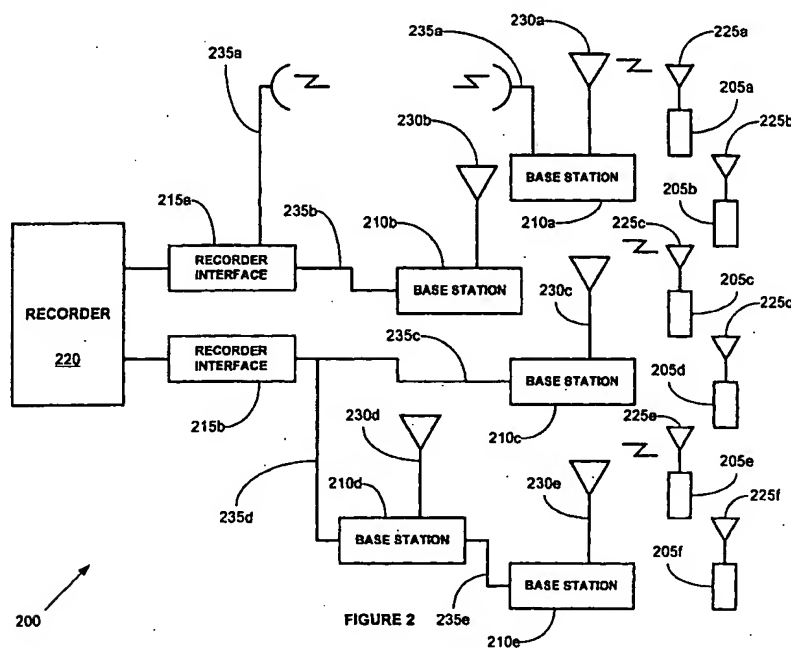 230a
235a
235a
225a
205a
230b
225b
BASE STATION
215a
235b
210b
205b
210a
225c
RECORDER
INTERFACE
BASE STATION
230c
205c
225d
RECORDER
220
RECORDER
INTERFACE
235c
BASE STATION
205d
225e
215b
230d
210c
205e
210d
230e
225f
235d
BASE STATION
205f
BASE STATION
200
FIGURE 2
235e
210e